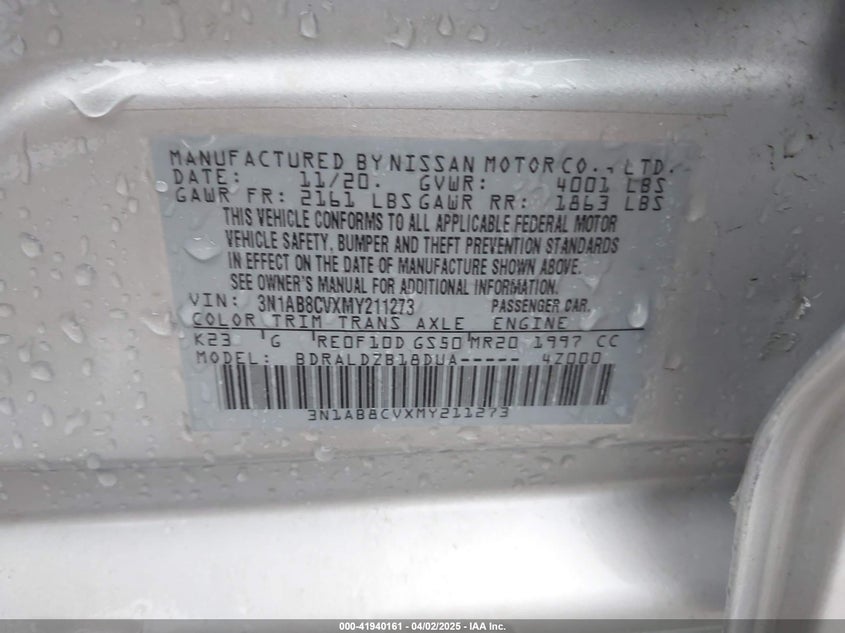 MANUFACTURED BY NISSAN MOTOR CO., LTD.
DATE: 11/20. GVWR: 4001 LBS
GAWR FR: 2161 LBS GAWR RR: 1863 LBS
THIS VEHICLE CONFORMS TO ALL APPLICABLE FEDERAL MOTOR
VEHICLE SAFETY, BUMPER AND THEFT PREVENTION STANDARDS
IN EFFECT ON THE DATE OF MANUFACTURE SHOWN ABOVE.
SEE OWNER'S MANUAL FOR ADDITIONAL INFORMATION.
VIN: 3N1AB8CVXMY211273 PASSENGER CAR.
COLOR TRIM TRANS AXLE ENGINE
K23 G RE0F10D GS50 MR20 1997 CC
MODEL: BDRALDZB18DUA----- 4Z000
3N1AB8CVXMY211273
000-41940161 - 04/02/2025 - IAA Inc.